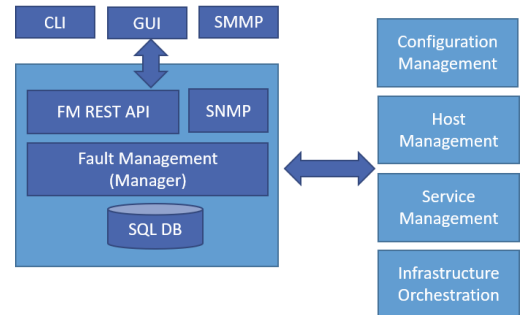 CLI
GUI
SMMP
FM REST API
SNMP
Fault Management
(Manager)
SQL DB
Configuration
Management
Host
Management
Service
Management
Infrastructure
Orchestration